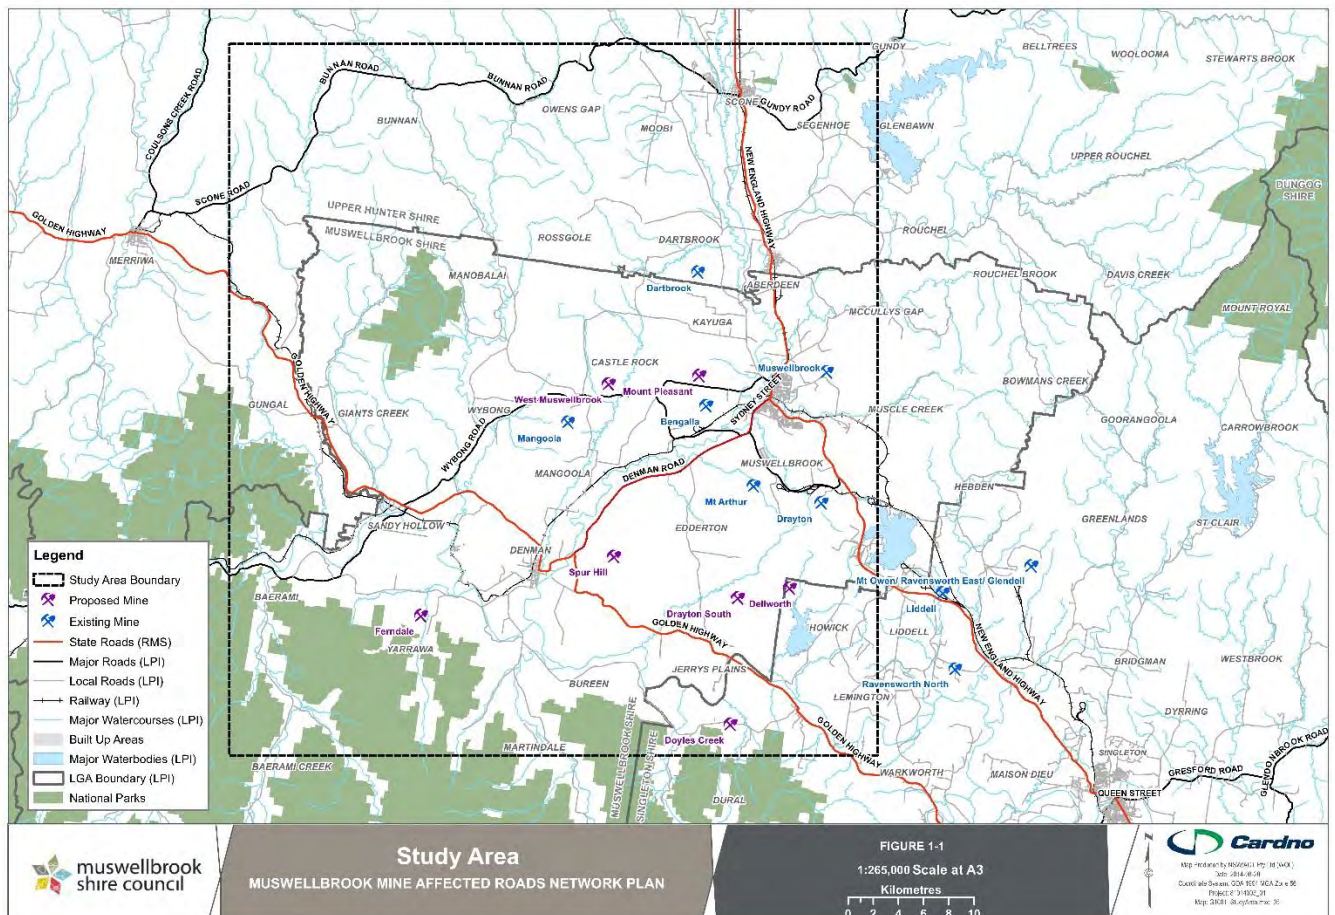 GUNDY
BELLTREES
WOOLOOMA
STEWARTS BROOK
COULSONS CREEK ROAD
BUNNAN ROAD
BUNNAN ROAD
OWENS GAP
SCONE
GUNDY ROAD
BUNNAN
MOOBI
SEGENHOE
GLENBAWN
UPPER ROUCHEL
NEW ENGLAND HIGHWAY
DUNGOG
SHIRE
SCONE ROAD
GOLDEN HIGHWAY
UPPER HUNTER SHIRE
MUSWELLBROOK SHIRE
ROSSGOLE
DARTBROOK
ROUCHEL
MERRIWA
MANOBALAI
Dartbrook
ABERDEEN
ROUCHEL BROOK
DAVIS CREEK
MOUNT ROYAL
KAYUGA
MCCULLYS GAP
GOLDEN HIGHWAY
CASTLE ROCK
Muswellbrook
BOWMANS CREEK
West Muswellbrook
Mount Pleasant
SYDNEY STREET
GUNGAL
GIANTS CREEK
WYBONG
WYBONG ROAD
Mangoola
Bengalla
MUSCLE CREEK
GOORANGOOLA
CARROWBROOK
MANGOOLA
DENMAN ROAD
MUSWELLBROOK
HEBDEN
Mt Arthur
Drayton
SANDY HOLLOW
EDDERTON
GREENLANDS
ST CLAIR
DENMAN
Spur Hill
Mt Owen/ Ravensworth East/ Glendell
BAERAMI
Drayton South
Dellworth
Liddell
Ferndale
YARRAWA
GOLDEN HIGHWAY
HOWICK
LIDDELL
NEW ENGLAND HIGHWAY
BRIDGMAN
WESTBROOK
JERRYS PLAINS
BUREEN
Ravensworth North
LEMINGTON
DYRRING
MUSWELLBROOK SHIRE
SINGLETON SHIRE
Doyles Creek
GOLDEN HIGHWAY
MARTINDALE
SINGLETON
BAERAMI CREEK
WARKWORTH
MAISON DIEU
GRESFORD ROAD
GLENDONBROOK ROAD
DURAL
QUEEN STREET
Legend
Study Area Boundary
Proposed Mine
Existing Mine
State Roads (RMS)
Major Roads (LPI)
Local Roads (LPI)
Railway (LPI)
Major Watercourses (LPI)
Built Up Areas
Major Waterbodies (LPI)
LGA Boundary (LPI)
National Parks
muswellbrook
shire council
Study Area
MUSWELLBROOK MINE AFFECTED ROADS NETWORK PLAN
FIGURE 1-1
1:265,000 Scale at A3
Kilometres
0 2 4 6 8 10
N
Cardno